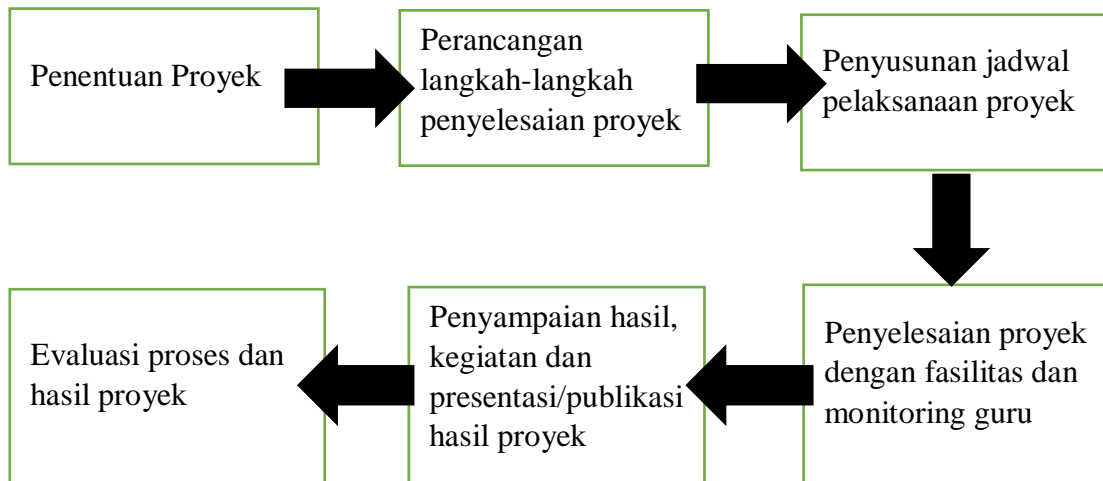 Penentuan Proyek
Perancangan
langkah-langkah
penyelesaian proyek
Penyusunan jadwal
pelaksanaan proyek
Penyelesaian proyek
dengan fasilitas dan
monitoring guru
Penyampaian hasil,
kegiatan dan
presentasi/publikasi
hasil proyek
Evaluasi proses dan
hasil proyek